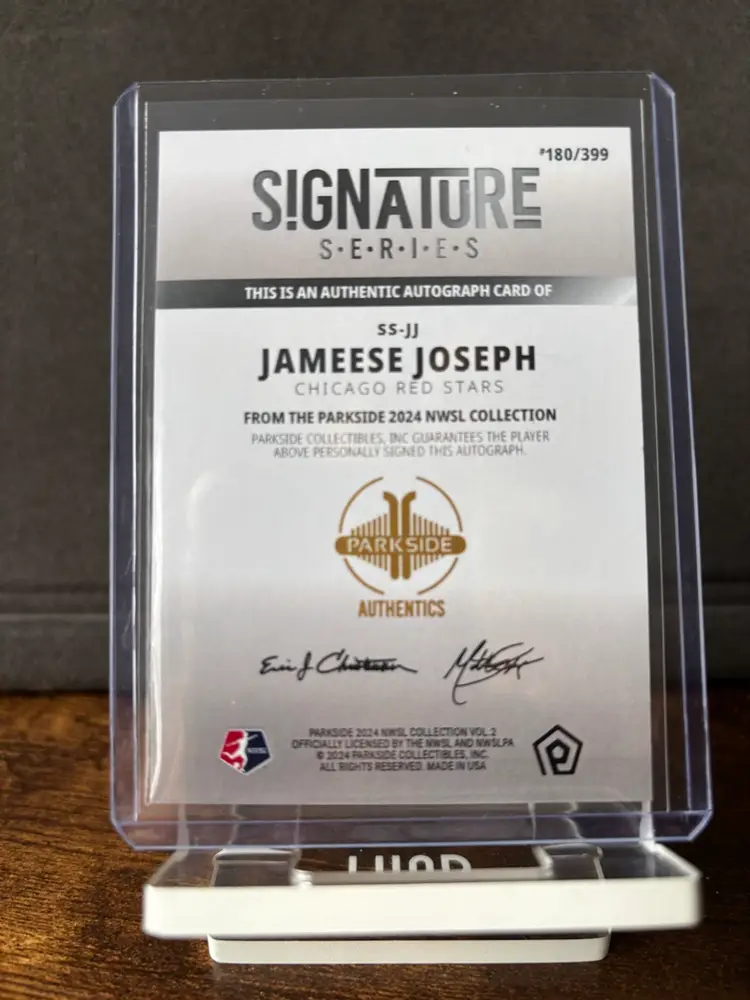 #180/399
SIGNATURE
S•E•R•I•E•S
THIS IS AN AUTHENTIC AUTOGRAPH CARD OF
SS-JJ
JAMEESE JOSEPH
CHICAGO RED STARS
FROM THE PARKSIDE 2024 NWSL COLLECTION
PARKSIDE COLLECTIBLES, INC GUARANTEES THE PLAYER
ABOVE PERSONALLY SIGNED THIS AUTOGRAPH.
PARKSIDE
AUTHENTICS
NWSL
PARKSIDE 2024 NWSL COLLECTION VOL.2
OFFICIALLY LICENSED BY THE NWSL AND NWSLPA
© 2024 PARKSIDE COLLECTIBLES, INC.
ALL RIGHTS RESERVED. MADE IN USA